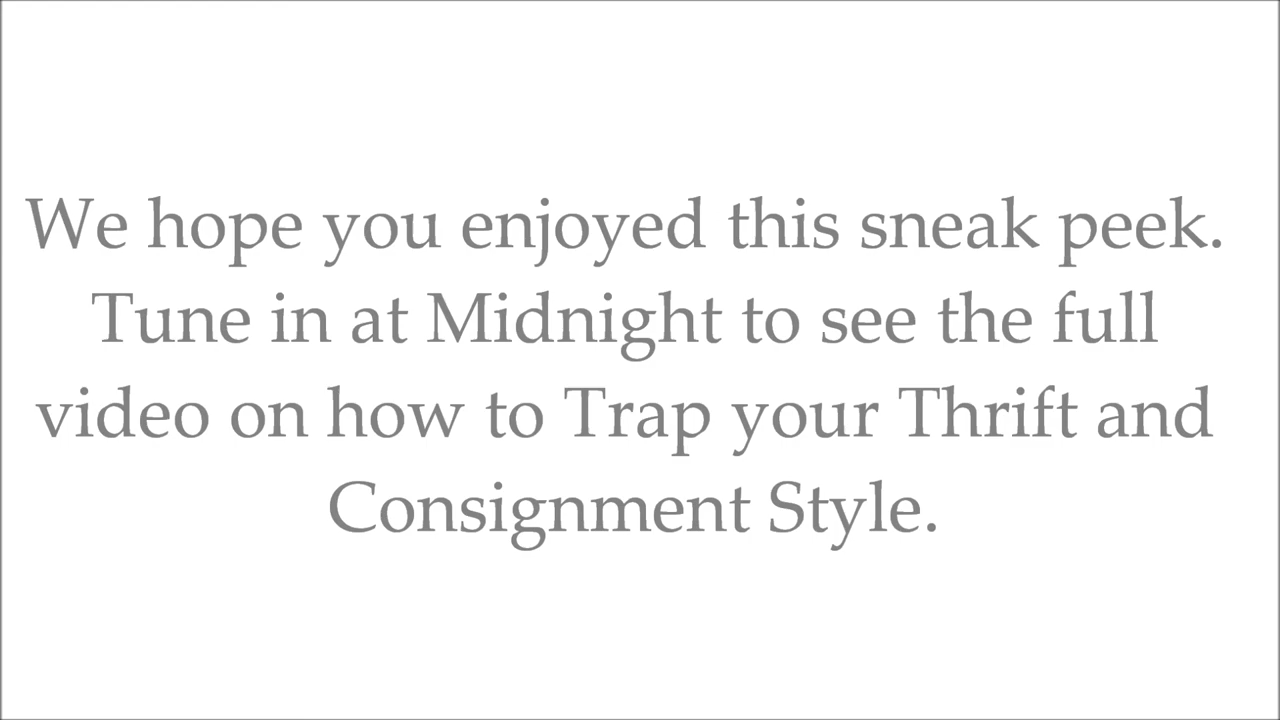 We hope you enjoyed this sneak peek.
Tune in at Midnight to see the full
video on how to Trap your Thrift and
Consignment Style.